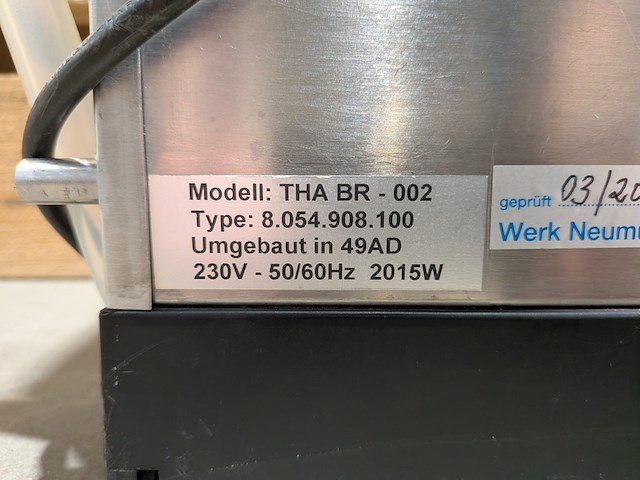 Modell: THA BR - 002
Type: 8.054.908.100
Umgebaut in 49AD
230V - 50/60Hz 2015W
geprüft 03/20
Werk